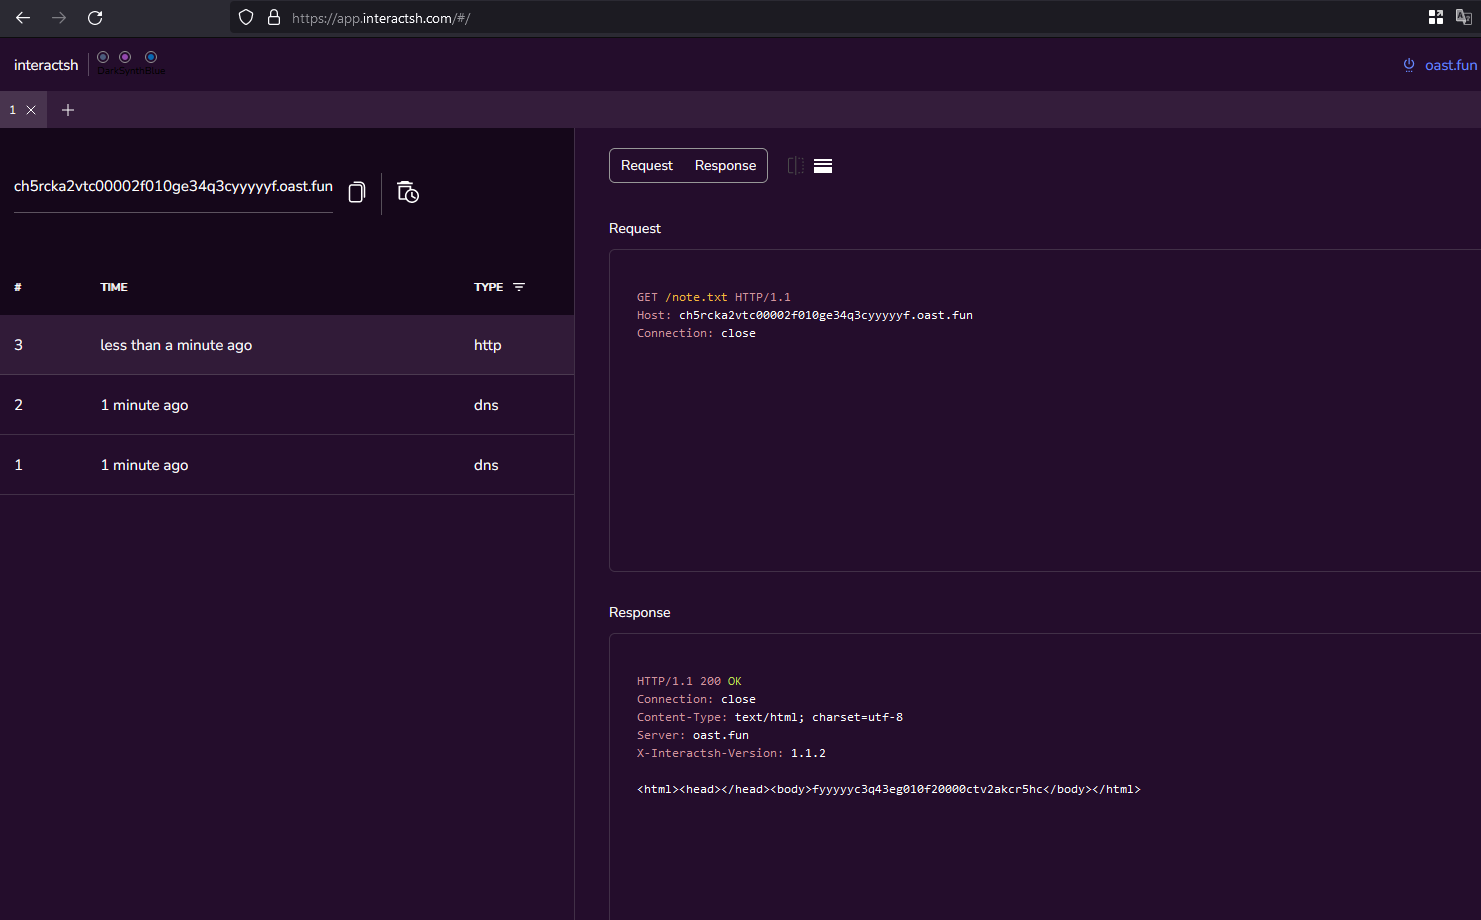 https://app.interactsh.com/#/
interactsh
DarkSynthBlue
oast.fun
1
ch5rcka2vtc00002f010ge34q3cyyyyyf.oast.fun
# TIME TYPE
3 less than a minute ago http
2 1 minute ago dns
1 1 minute ago dns
Request Response
Request
GET /note.txt HTTP/1.1
Host: ch5rcka2vtc00002f010ge34q3cyyyyyf.oast.fun
Connection: close
Response
HTTP/1.1 200 OK
Connection: close
Content-Type: text/html; charset=utf-8
Server: oast.fun
X-Interactsh-Version: 1.1.2
<html><head></head><body>fyyyyyc3q43eg010f20000ctv2akcr5hc</body></html>